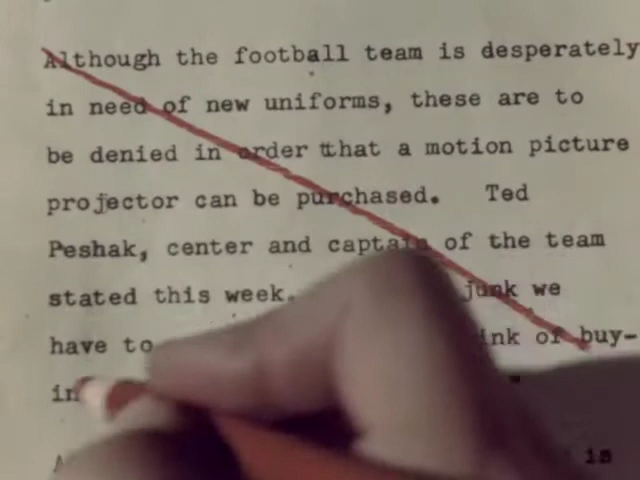 Although the football team is desperately
in need of new uniforms, these are to
be denied in order tthat a motion picture
projector can be purchased. Ted
Peshak, center and captain of the team
stated this week. junk we
have to ink of buy-
in
is